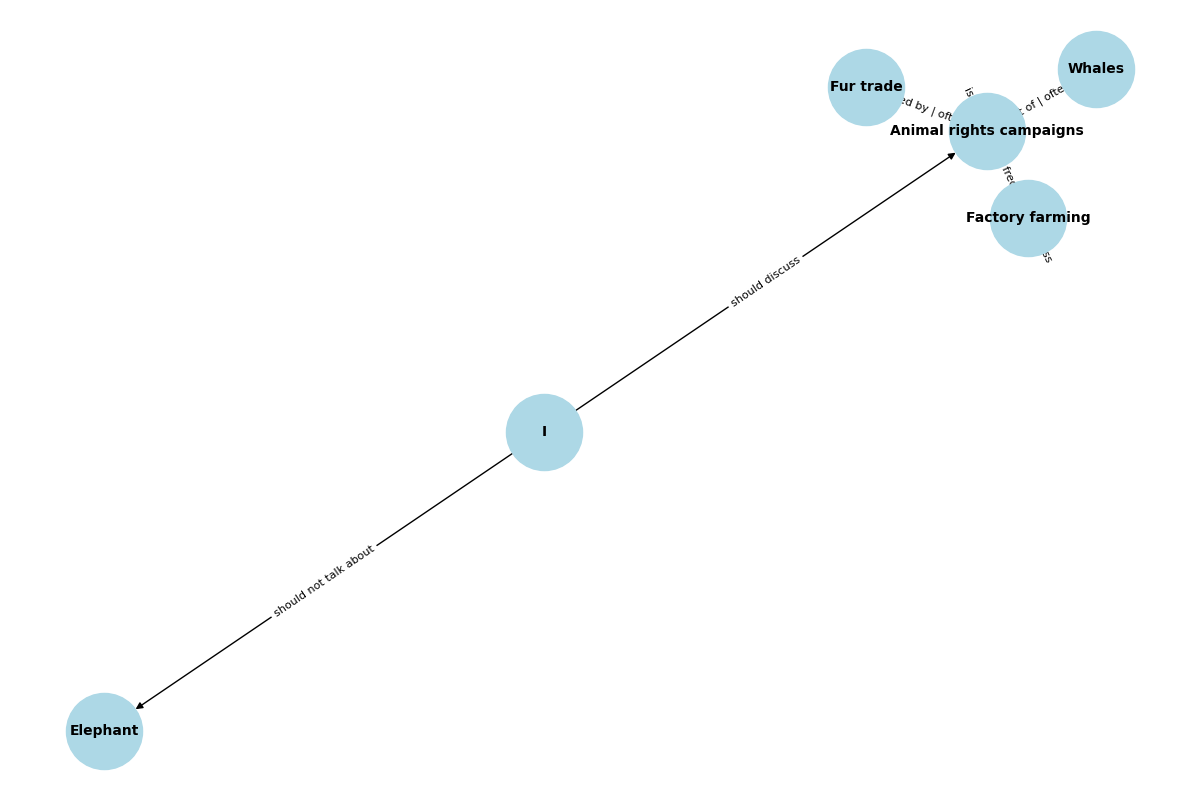 Whales
Fur trade
ed by | oft
is
of | ofte
Animal rights campaigns
Factory farming
ss
should discuss
I
should not talk about
Elephant